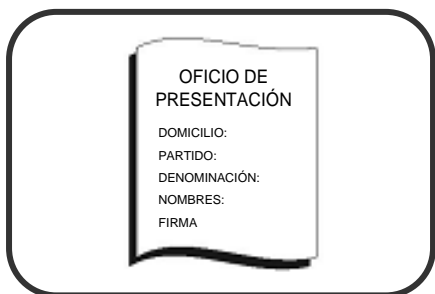 OFICIO DE
PRESENTACIÓN
DOMICILIO:
PARTIDO:
DENOMINACIÓN:
NOMBRES:
FIRMA